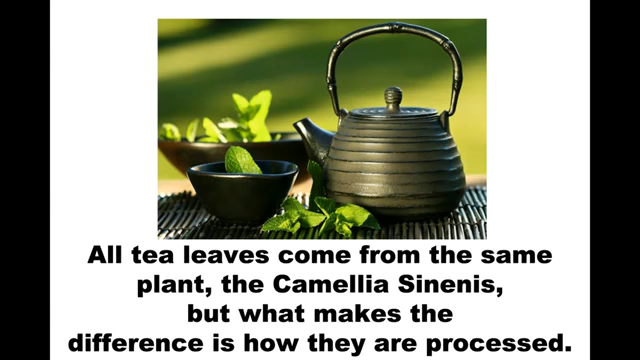 All tea leaves come from the same
plant, the Camellia Sinenis,
but what makes the
difference is how they are processed.